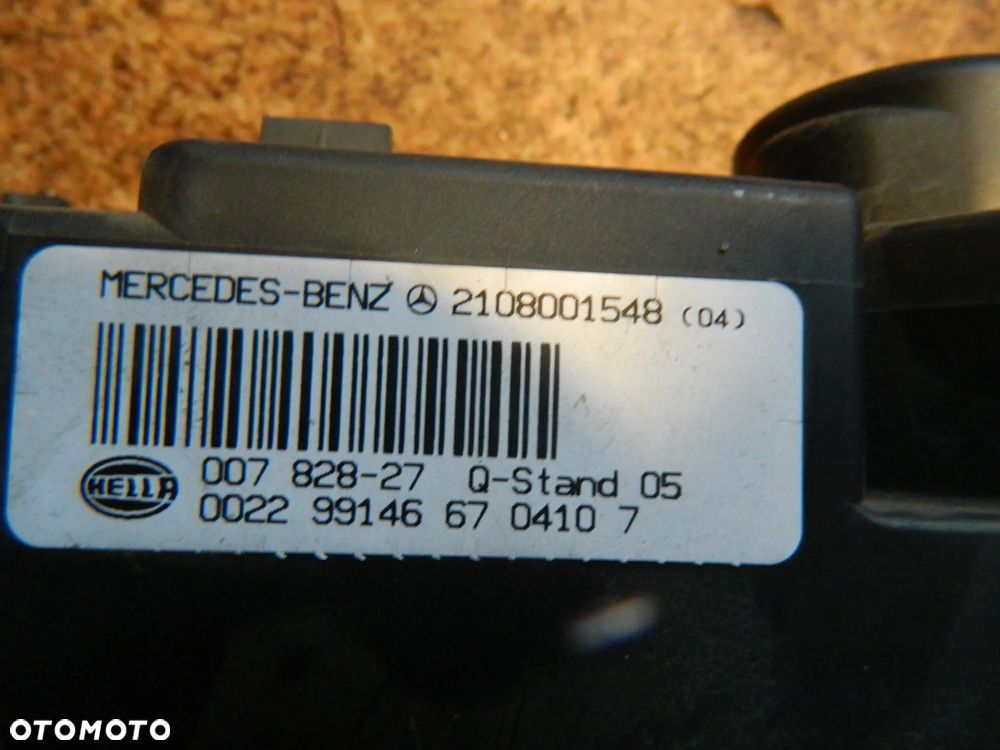 MERCEDES-BENZ 2108001548 (04)
HELLA
007 828-27 Q-Stand 05
0022 99146 67 0410 7
OTOMOTO